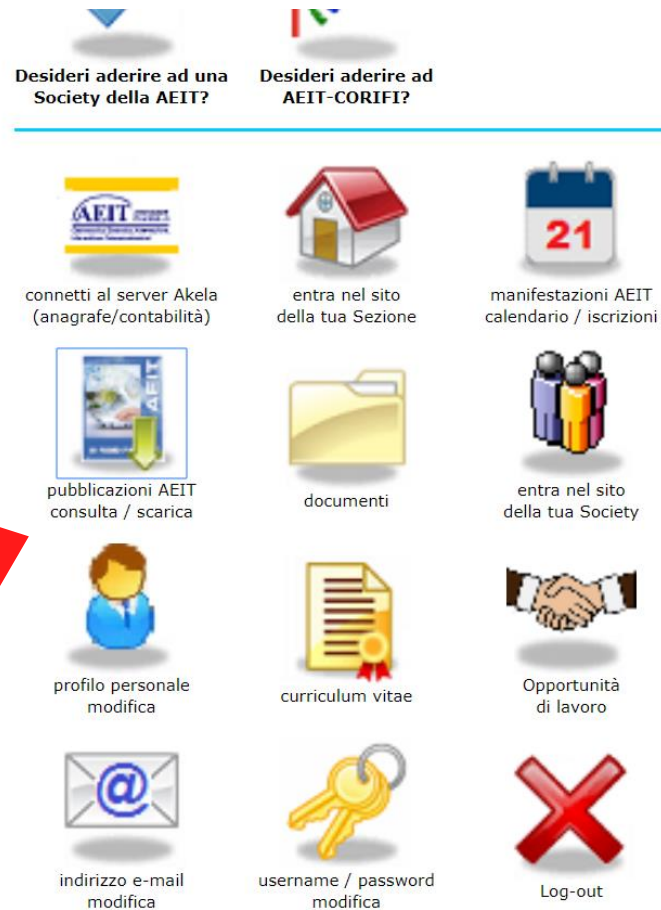 Desideri aderire ad una
Society della AEIT?
Desideri aderire ad
AEIT-CORIFI?
AEIT
connetti al server Akela
(anagrafe/contabilità)
entra nel sito
della tua Sezione
21
manifestazioni AEIT
calendario / iscrizioni
AEIT
pubblicazioni AEIT
consulta / scarica
documenti
entra nel sito
della tua Society
profilo personale
modifica
curriculum vitae
Opportunità
di lavoro
@
indirizzo e-mail
modifica
username / password
modifica
Log-out